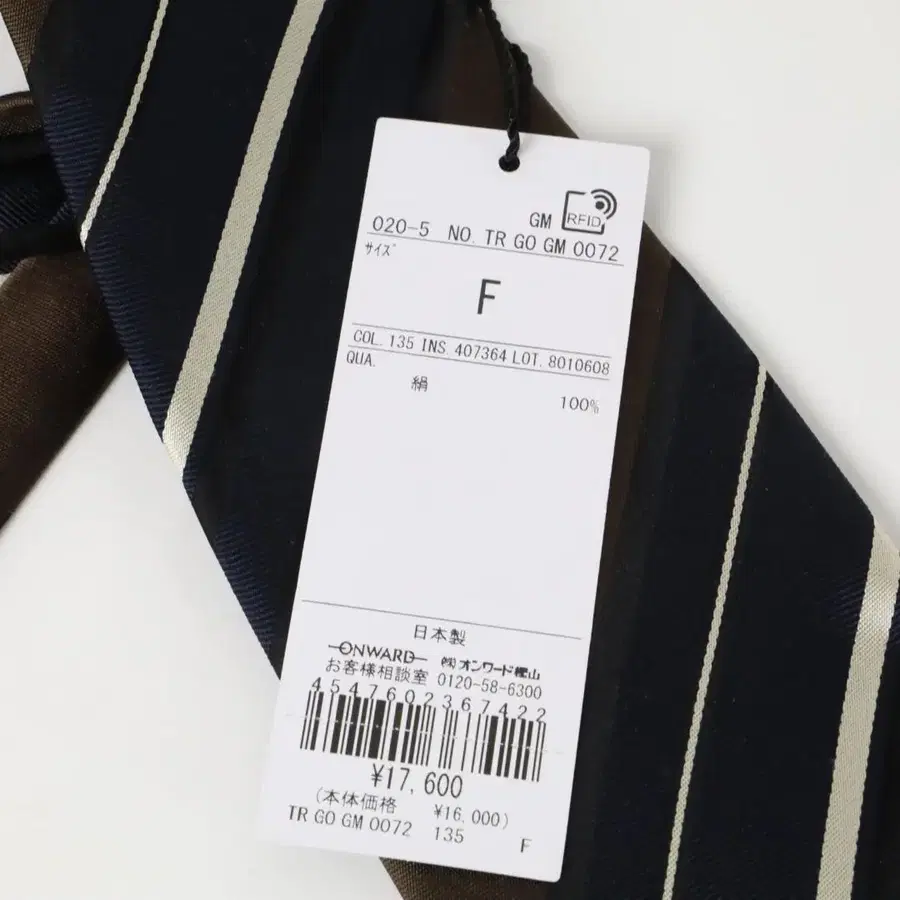 GM RFID
020-5 NO. TR GO GM 0072
ｻｲｽﾞ
F
COL. 135 INS. 407364 LOT. 8010608
QUA.
絹 100%
日本製
ONWARD ㈱オンワード樫山
お客様相談室 0120-58-6300
4547602367422
¥17,600
(本体価格 ¥16,000)
TR GO GM 0072 135 F